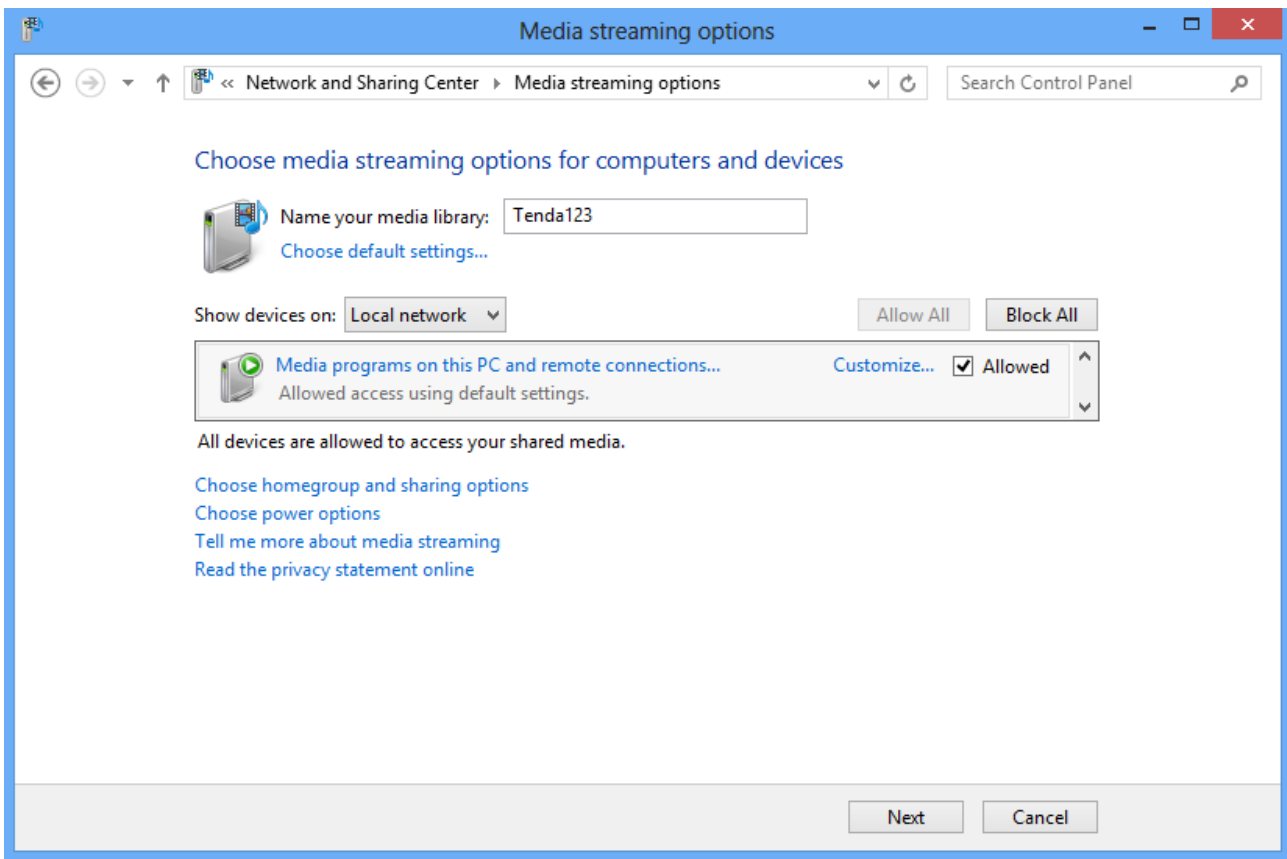 Media streaming options
« Network and Sharing Center Media streaming options Search Control Panel
Choose media streaming options for computers and devices
Name your media library: Tenda123
Choose default settings...
Show devices on: Local network Allow All Block All
Media programs on this PC and remote connections... Customize... Allowed
Allowed access using default settings.
All devices are allowed to access your shared media.
Choose homegroup and sharing options
Choose power options
Tell me more about media streaming
Read the privacy statement online
Next Cancel